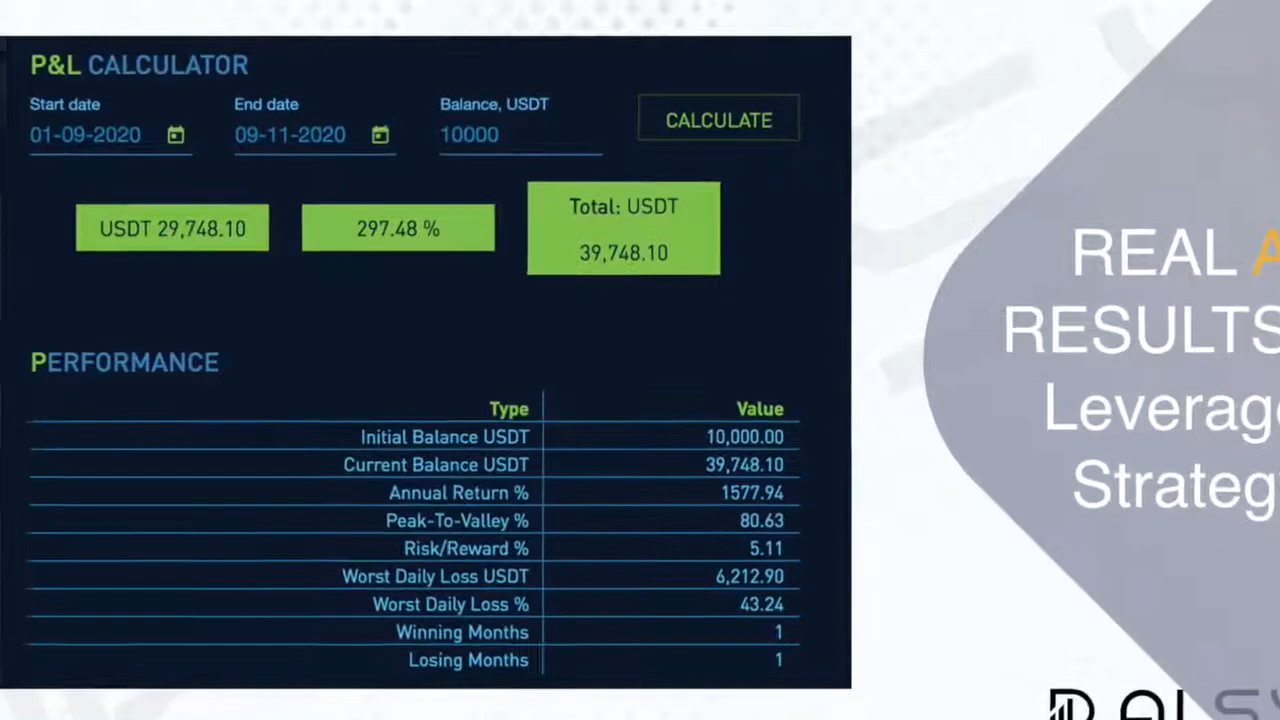 P&L CALCULATOR
Start date End date Balance, USDT
01-09-2020 09-11-2020 10000 CALCULATE
USDT 29,748.10 297.48 % Total: USDT
39,748.10
PERFORMANCE
Type Value
Initial Balance USDT 10,000.00
Current Balance USDT 39,748.10
Annual Return % 1577.94
Peak-To-Valley % 80.63
Risk/Reward % 5.11
Worst Daily Loss USDT 6,212.90
Worst Daily Loss % 43.24
Winning Months 1
Losing Months 1
REAL A
RESULTS
Leverag
Strateg